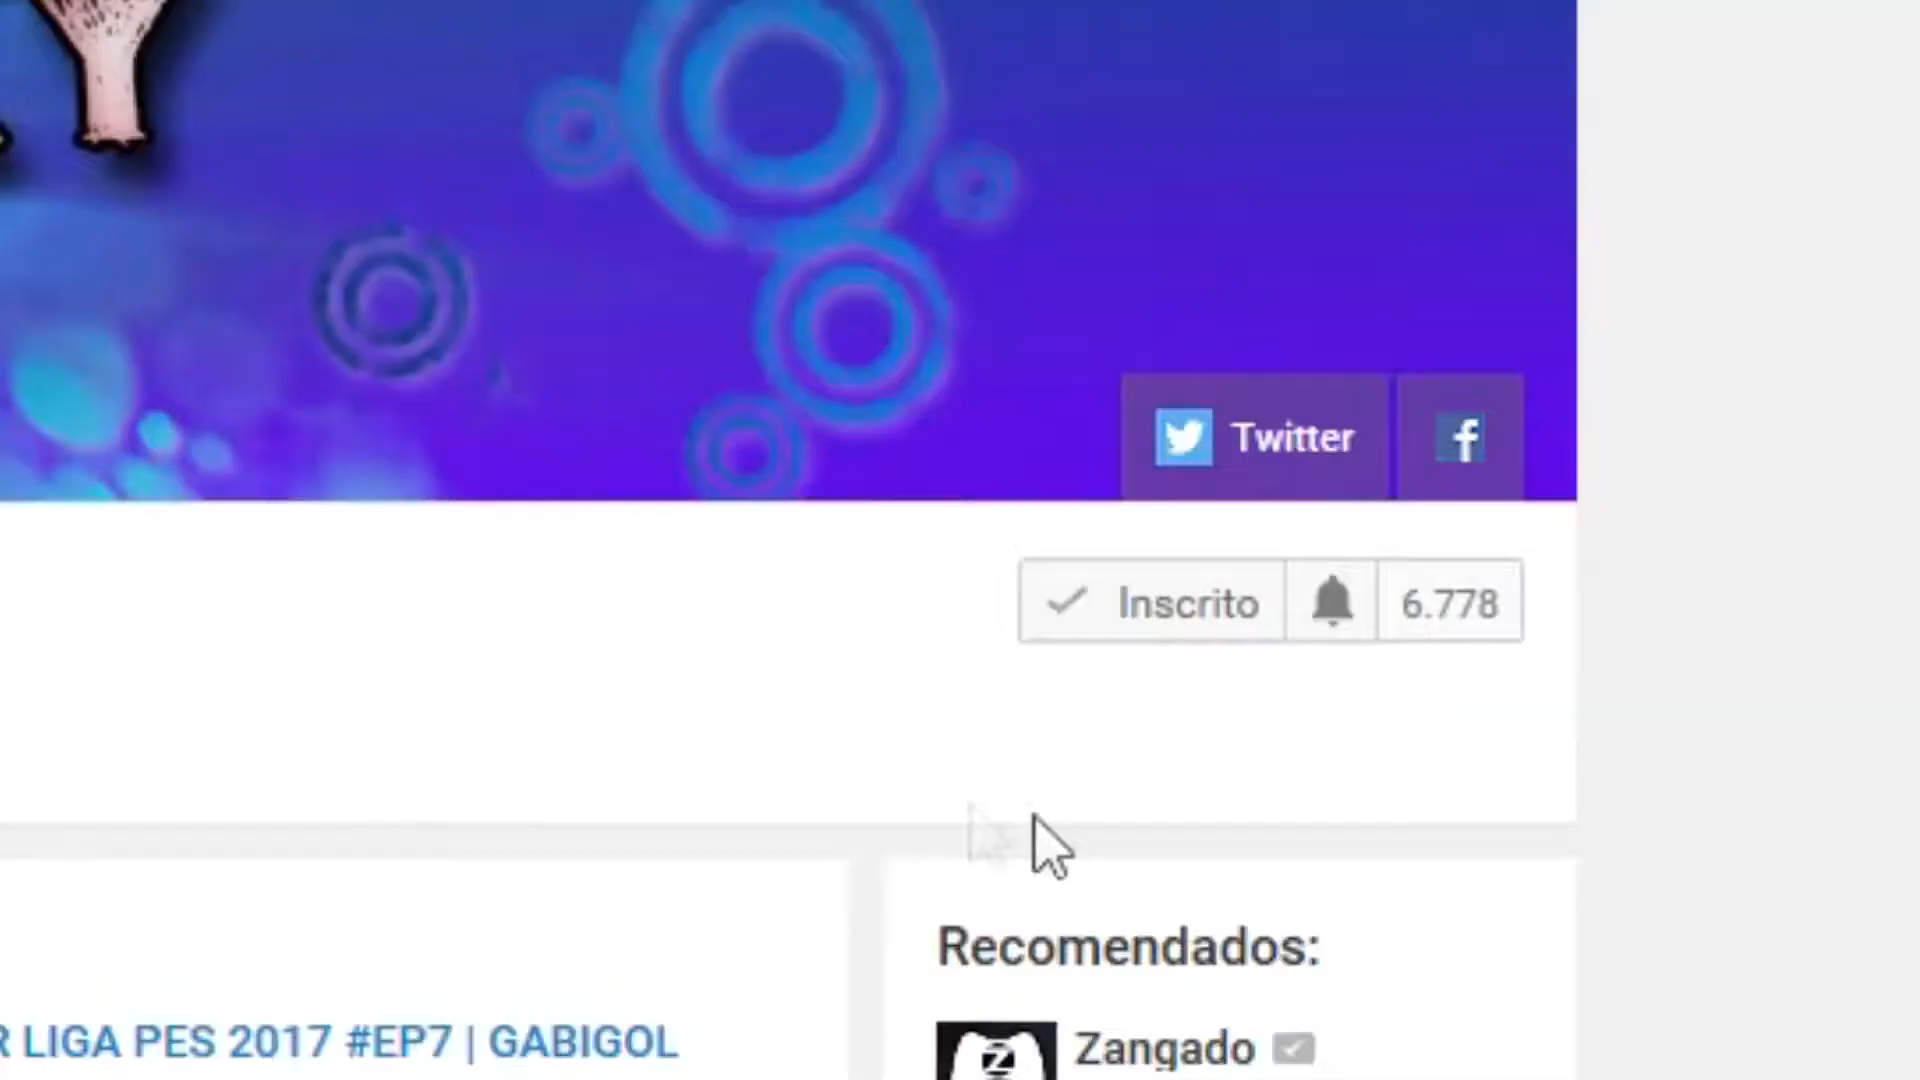 Y
Twitter
Inscrito
6.778
Recomendados:
R LIGA PES 2017 #EP7 | GABIGOL
Zangado
Z